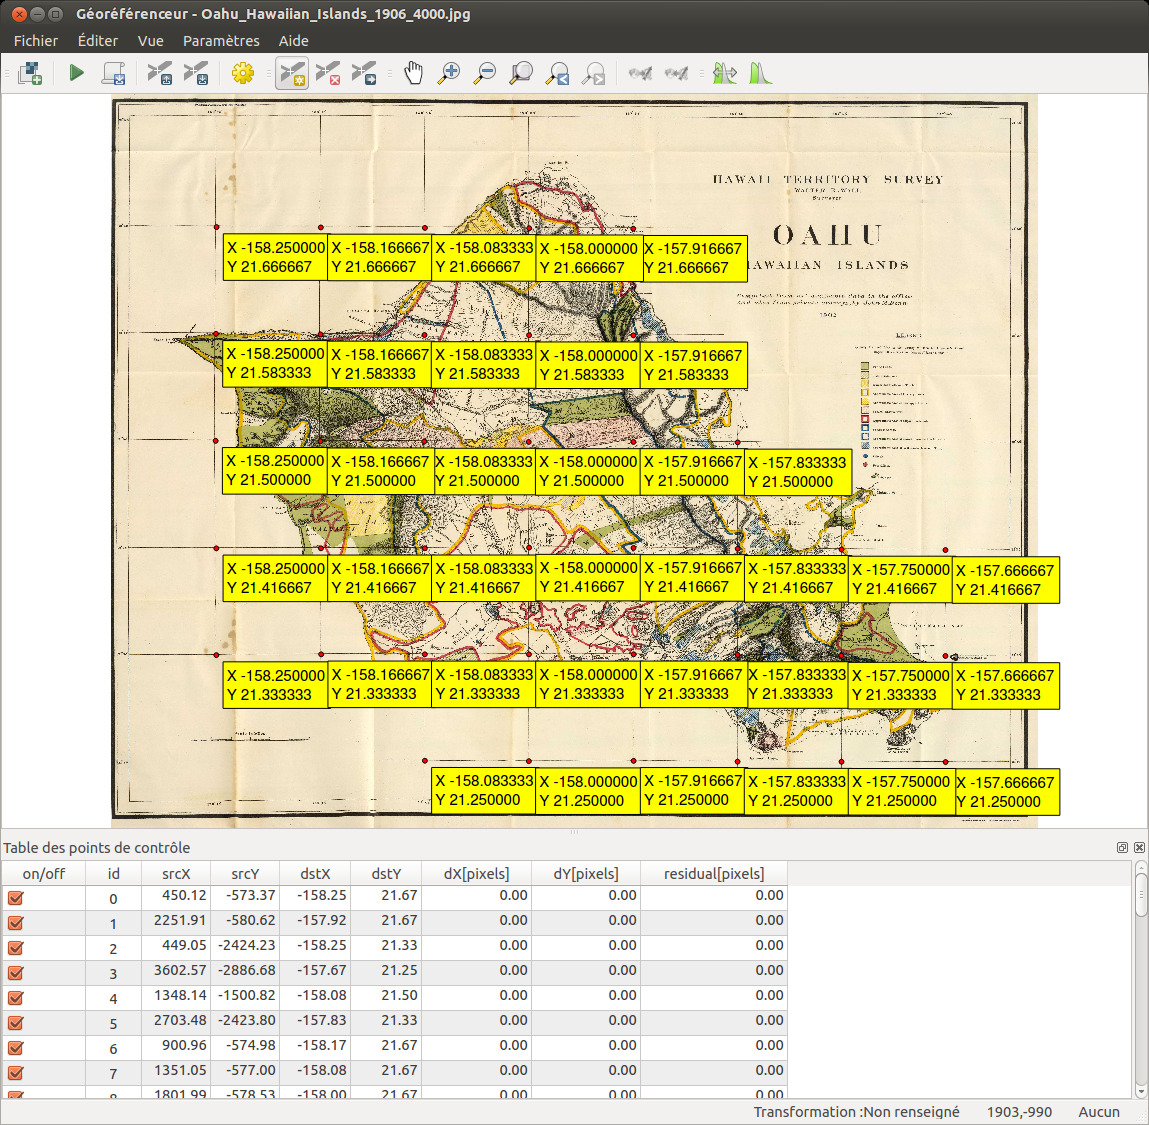 Géoréférenceur - Oahu_Hawaiian_Islands_1906_4000.jpg
Fichier Éditer Vue Paramètres Aide
HAWAII TERRITORY SURVEY
WALTER E. WALL
Surveyor
OAHU
HAWAIIAN ISLANDS
1902
X -158.250000 X -158.166667 X -158.083333 X -158.000000 X -157.916667
Y 21.666667 Y 21.666667 Y 21.666667 Y 21.666667 Y 21.666667
X -158.250000 X -158.166667 X -158.083333 X -158.000000 X -157.916667
Y 21.583333 Y 21.583333 Y 21.583333 Y 21.583333 Y 21.583333
X -158.250000 X -158.166667 X -158.083333 X -158.000000 X -157.916667 X -157.833333
Y 21.500000 Y 21.500000 Y 21.500000 Y 21.500000 Y 21.500000 Y 21.500000
X -158.250000 X -158.166667 X -158.083333 X -158.000000 X -157.916667 X -157.833333 X -157.750000 X -157.666667
Y 21.416667 Y 21.416667 Y 21.416667 Y 21.416667 Y 21.416667 Y 21.416667 Y 21.416667 Y 21.416667
X -158.250000 X -158.166667 X -158.083333 X -158.000000 X -157.916667 X -157.833333 X -157.750000 X -157.666667
Y 21.333333 Y 21.333333 Y 21.333333 Y 21.333333 Y 21.333333 Y 21.333333 Y 21.333333 Y 21.333333
X -158.083333 X -158.000000 X -157.916667 X -157.833333 X -157.750000 X -157.666667
Y 21.250000 Y 21.250000 Y 21.250000 Y 21.250000 Y 21.250000 Y 21.250000
Table des points de contrôle
on/off id srcX srcY dstX dstY dX[pixels] dY[pixels] residual[pixels]
0 450.12 -573.37 -158.25 21.67 0.00 0.00 0.00
1 2251.91 -580.62 -157.92 21.67 0.00 0.00 0.00
2 449.05 -2424.23 -158.25 21.33 0.00 0.00 0.00
3 3602.57 -2886.68 -157.67 21.25 0.00 0.00 0.00
4 1348.14 -1500.82 -158.08 21.50 0.00 0.00 0.00
5 2703.48 -2423.80 -157.83 21.33 0.00 0.00 0.00
6 900.96 -574.98 -158.17 21.67 0.00 0.00 0.00
7 1351.05 -577.00 -158.08 21.67 0.00 0.00 0.00
8 1801.99 -578.53 -158.00 21.67 0.00 0.00 0.00
Transformation :Non renseigné 1903,-990 Aucun